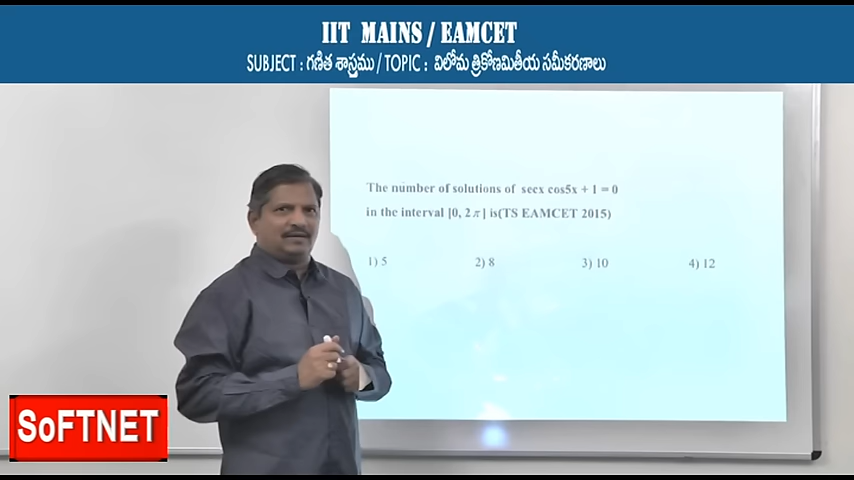 IIT MAINS / EAMCET
SUBJECT : గణిత శాస్త్రము / TOPIC : విలోమ త్రికోణమితీయ సమీకరణాలు
The number of solutions of secx cos5x + 1 = 0
in the interval [0, 2π] is(TS EAMCET 2015)
1) 5 2) 8 3) 10 4) 12
SoFTNET